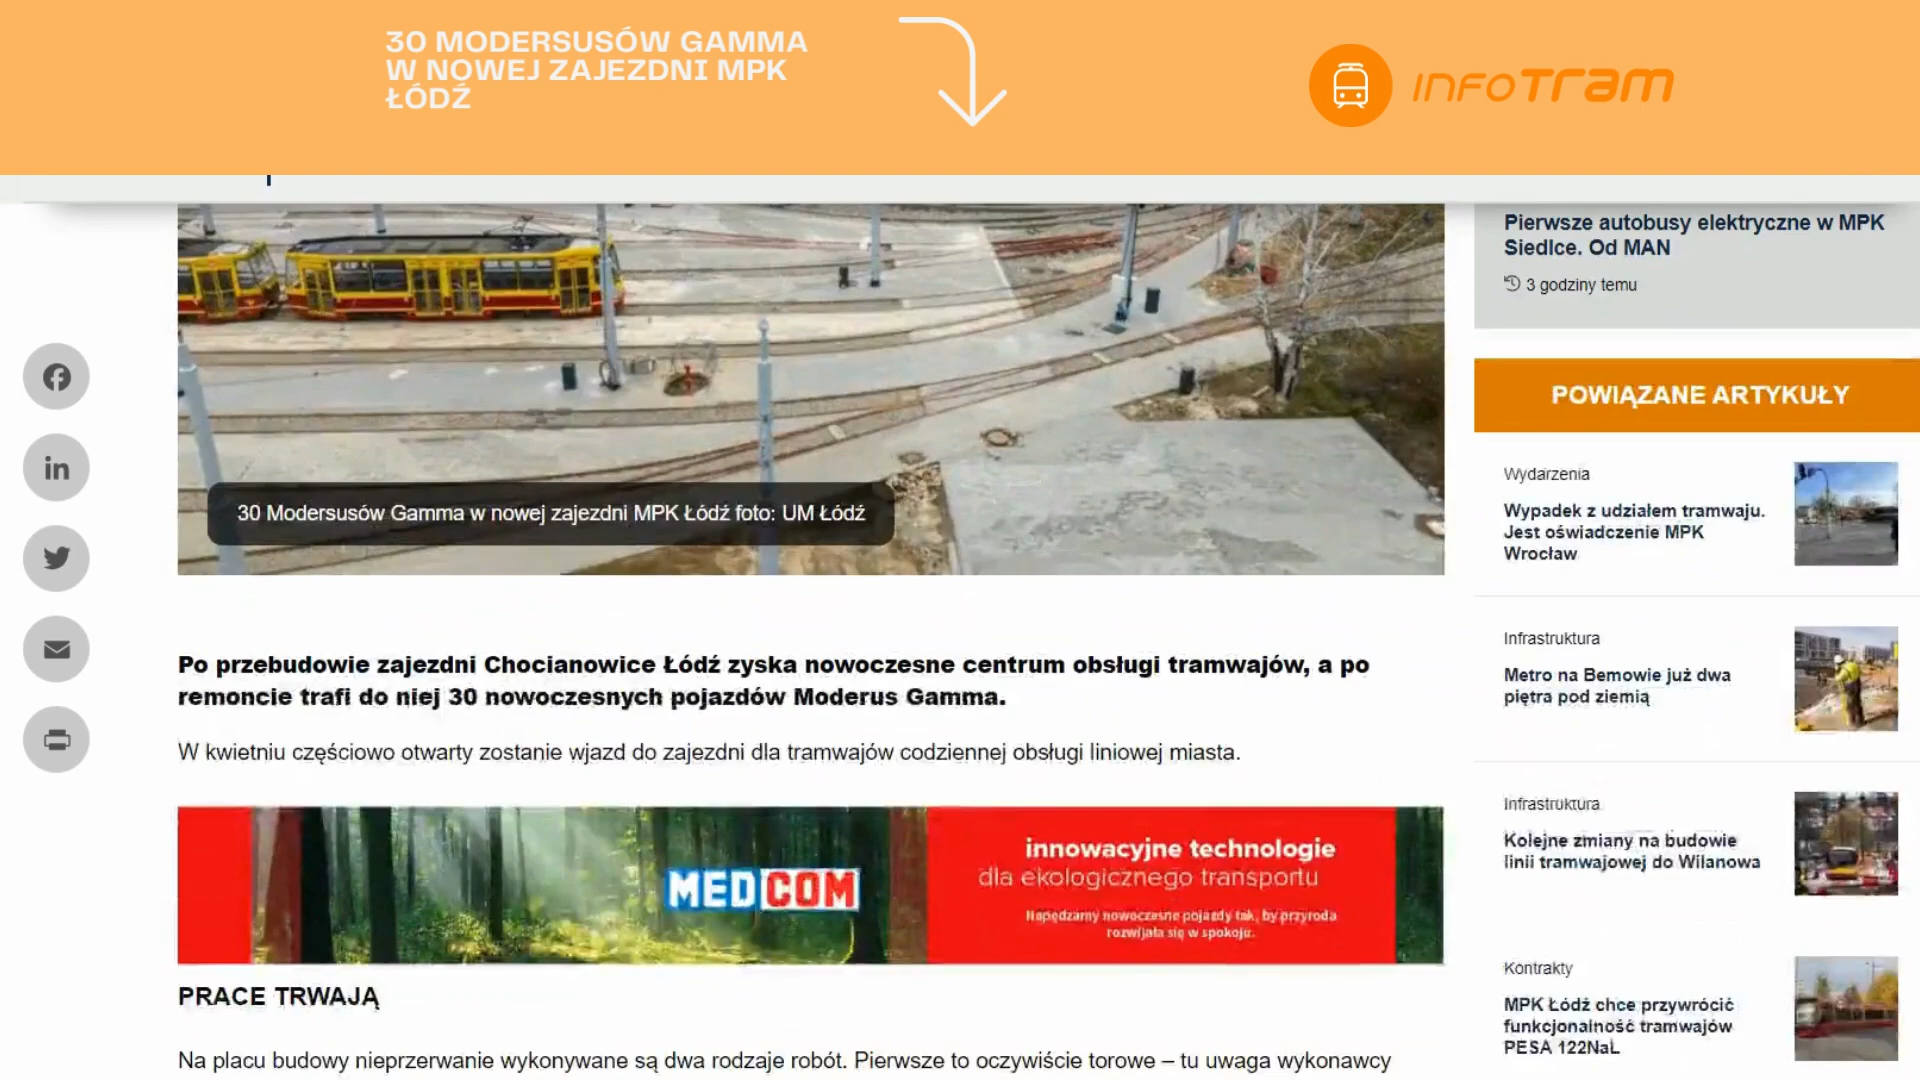 30 MODERSUSÓW GAMMA
W NOWEJ ZAJEZDNI MPK
ŁÓDŹ
INFOTRAM
Pierwsze autobusy elektryczne w MPK
Siedlce. Od MAN
3 godziny temu
30 Modersusów Gamma w nowej zajezdni MPK Łódź foto: UM Łódź
Po przebudowie zajezdni Chocianowice Łódź zyska nowoczesne centrum obsługi tramwajów, a po
remoncie trafi do niej 30 nowoczesnych pojazdów Moderus Gamma.
W kwietniu częściowo otwarty zostanie wjazd do zajezdni dla tramwajów codziennej obsługi liniowej miasta.
MEDCOM
innowacyjne technologie
dla ekologicznego transportu
Napędzamy nowoczesne pojazdy tak, by przyroda
rozwijała się w spokoju.
PRACE TRWAJĄ
Na placu budowy nieprzerwanie wykonywane są dwa rodzaje robót. Pierwsze to oczywiście torowe – tu uwaga wykonawcy
POWIĄZANE ARTYKUŁY
Wydarzenia
Wypadek z udziałem tramwaju.
Jest oświadczenie MPK
Wrocław
Infrastruktura
Metro na Bemowie już dwa
piętra pod ziemią
Infrastruktura
Kolejne zmiany na budowie
linii tramwajowej do Wilanowa
Kontrakty
MPK Łódź chce przywrócić
funkcjonalność tramwajów
PESA 122NaL